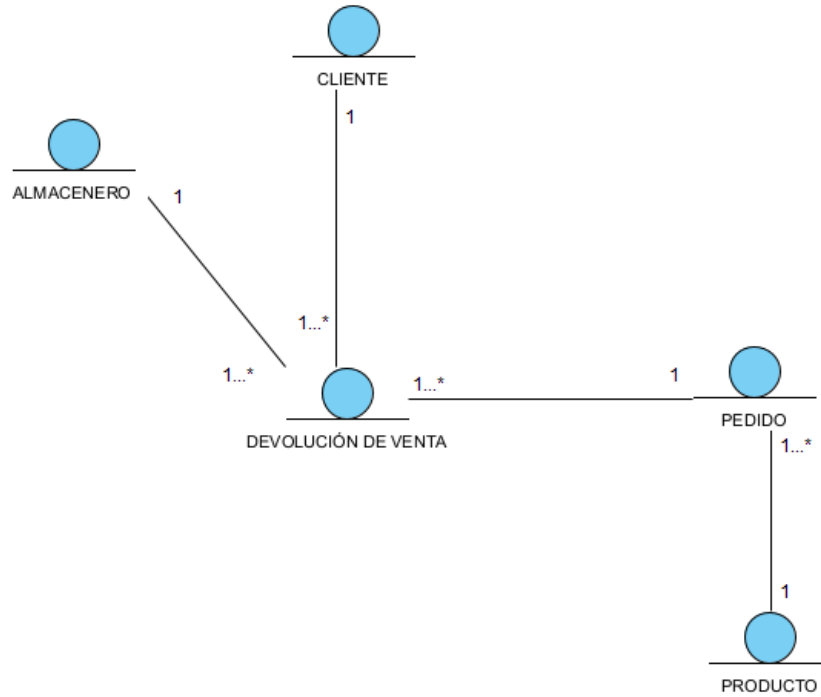 CLIENTE
1
ALMACENERO
1
1...*
1...*
DEVOLUCIÓN DE VENTA
1...*
1
PEDIDO
1...*
1
PRODUCTO